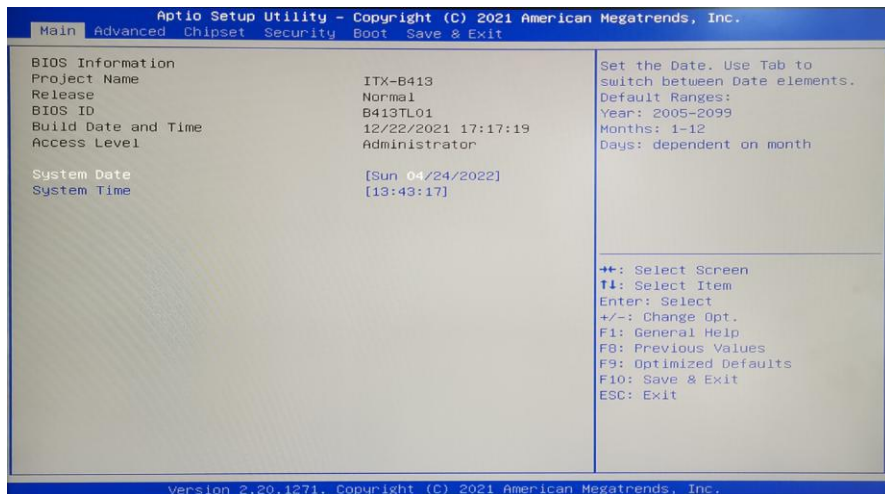 Aptio Setup Utility – Copyright (C) 2021 American Megatrends, Inc.
Main Advanced Chipset Security Boot Save & Exit
BIOS Information
Project Name ITX-B413
Release Normal
BIOS ID B413TL01
Build Date and Time 12/22/2021 17:17:19
Access Level Administrator
System Date [Sun 04/24/2022]
System Time [13:43:17]
Set the Date. Use Tab to
switch between Date elements.
Default Ranges:
Year: 2005-2099
Months: 1-12
Days: dependent on month
→←: Select Screen
↑↓: Select Item
Enter: Select
+/-: Change Opt.
F1: General Help
F8: Previous Values
F9: Optimized Defaults
F10: Save & Exit
ESC: Exit
Version 2.20.1271. Copyright (C) 2021 American Megatrends, Inc.